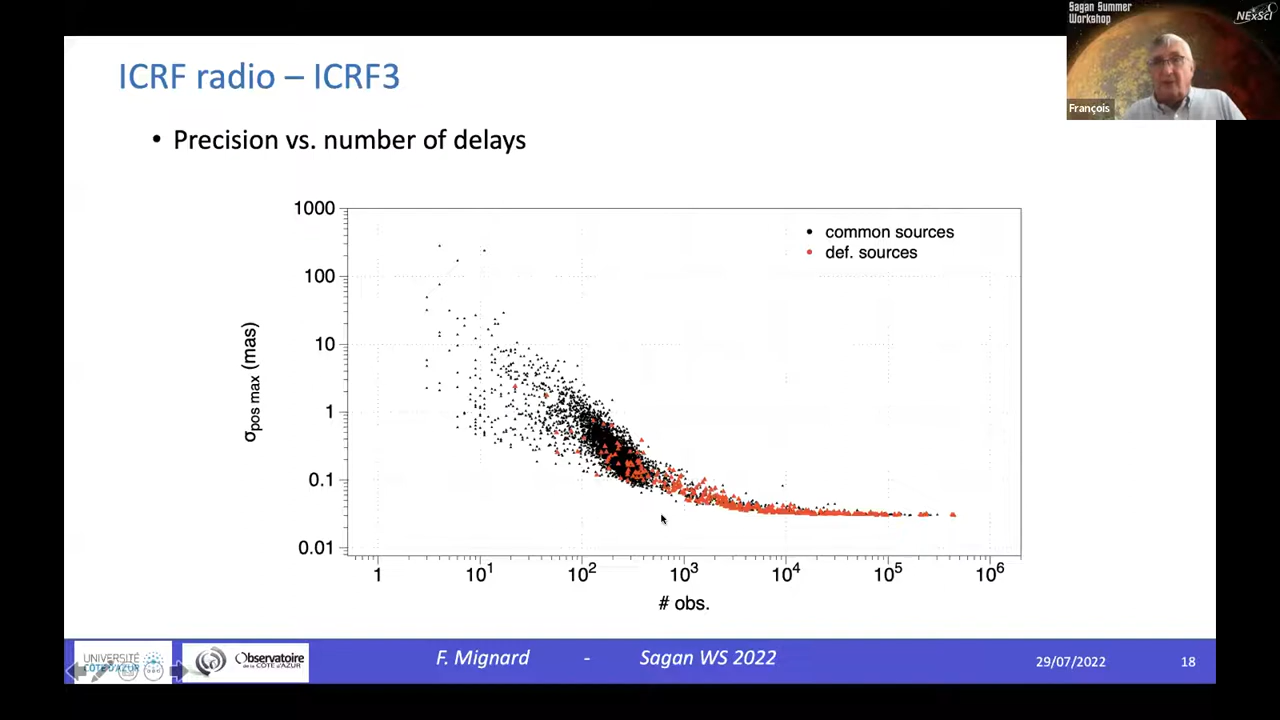 Sagan Summer
Workshop
NExScI
François
ICRF radio – ICRF3
• Precision vs. number of delays
1000
100
10
1
0.1
0.01
σpos max (mas)
common sources
def. sources
1
10¹
10²
10³
10⁴
10⁵
10⁶
# obs.
UNIVERSITÉ
CÔTE D'AZUR
Observatoire
de la CÔTE d'AZUR
F. Mignard - Sagan WS 2022
29/07/2022
18